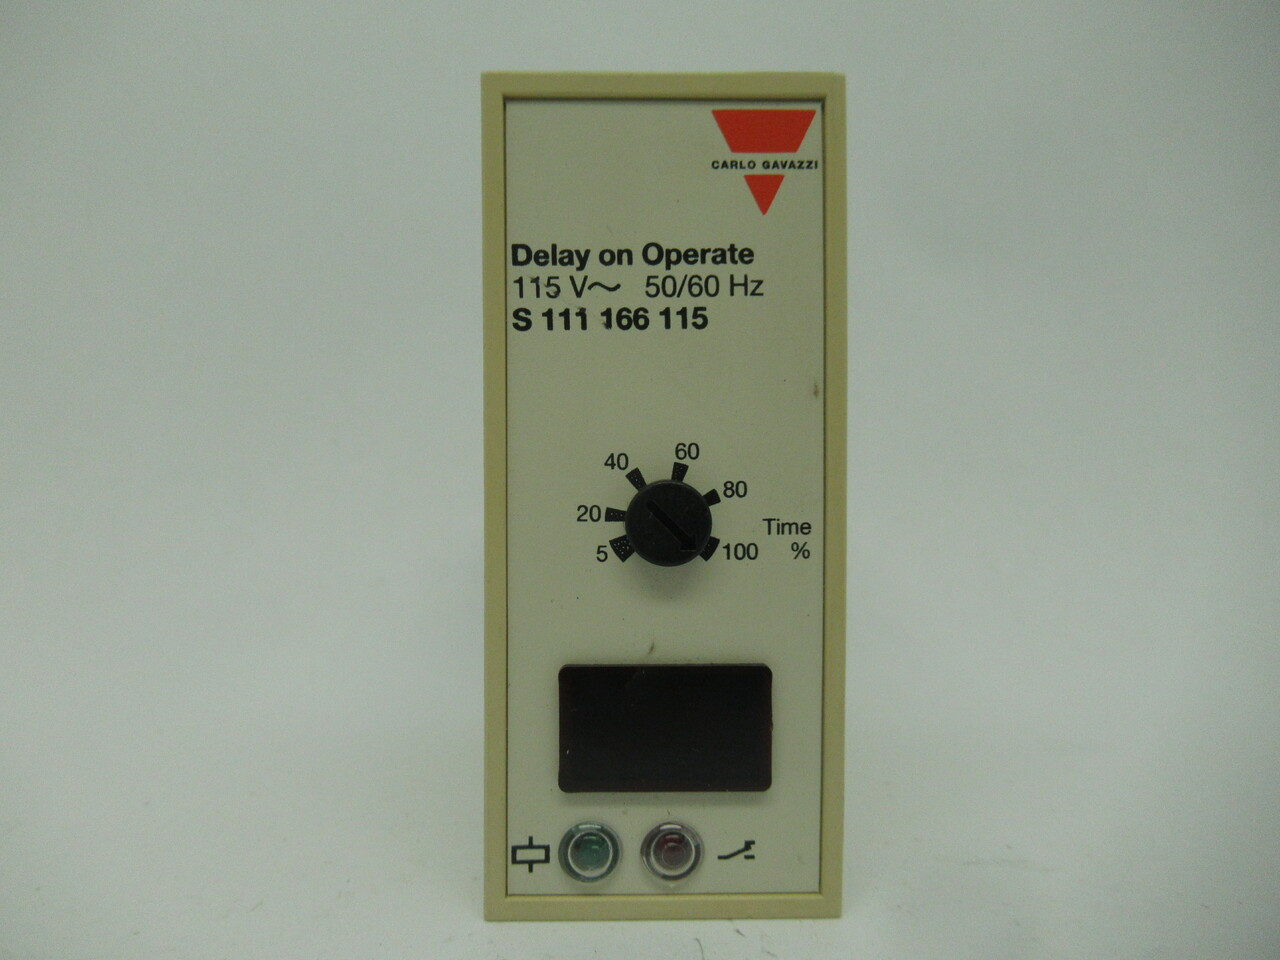 CARLO GAVAZZI
Delay on Operate
115 V~ 50/60 Hz
S 111 166 115
60
40
80
20
Time
5
100
%